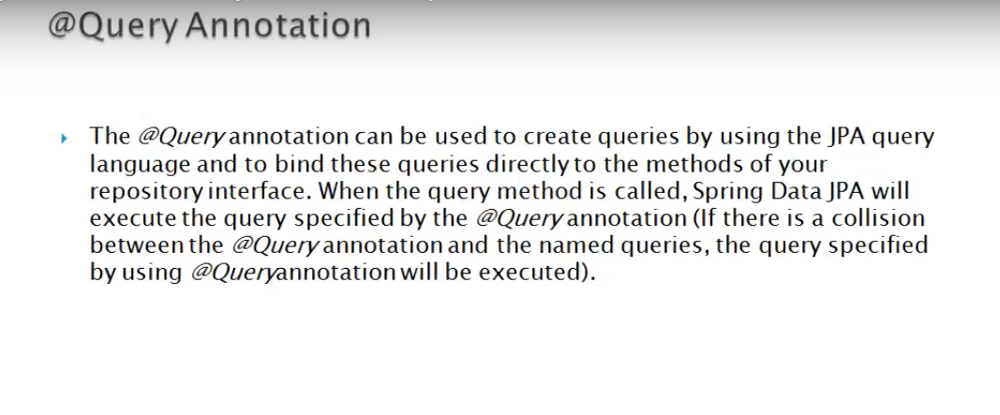 @Query Annotation
The @Query annotation can be used to create queries by using the JPA query
language and to bind these queries directly to the methods of your
repository interface. When the query method is called, Spring Data JPA will
execute the query specified by the @Query annotation (If there is a collision
between the @Query annotation and the named queries, the query specified
by using @Queryannotation will be executed).